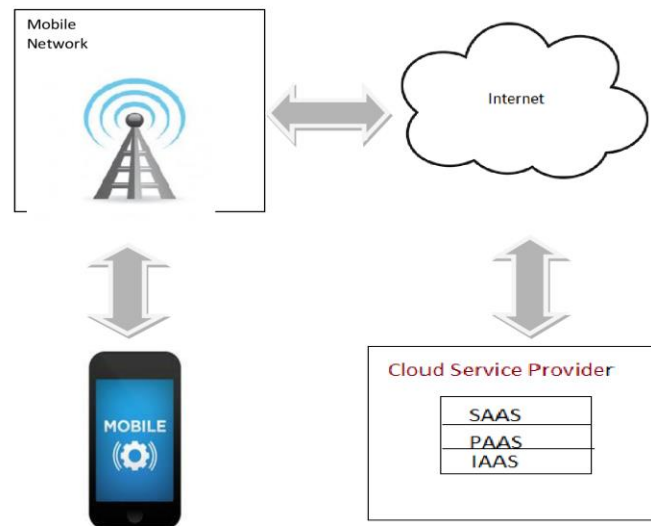 Mobile
Network
Internet
MOBILE
Cloud Service Provider
SAAS
PAAS
IAAS